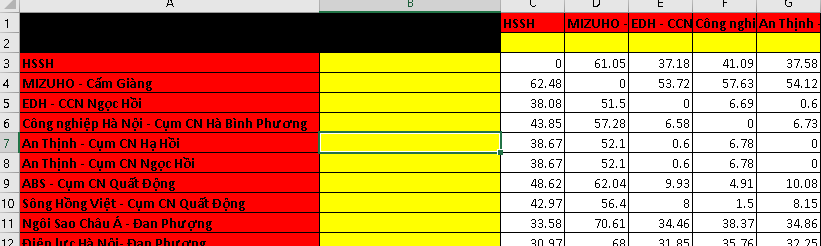 A B C D E F G
1 HSSH MIZUHO - EDH - CCN Công nghi An Thịnh -
2
3 HSSH 0 61.05 37.18 41.09 37.58
4 MIZUHO - Cẩm Giàng 62.48 0 53.72 57.63 54.12
5 EDH - CCN Ngọc Hồi 38.08 51.5 0 6.69 0.6
6 Công nghiệp Hà Nội - Cụm CN Hà Bình Phương 43.85 57.28 6.58 0 6.73
7 An Thịnh - Cụm CN Hạ Hồi 38.67 52.1 0.6 6.78 0
8 An Thịnh - Cụm CN Ngọc Hồi 38.67 52.1 0.6 6.78 0
9 ABS - Cụm CN Quất Động 48.62 62.04 9.93 4.91 10.08
10 Sông Hồng Việt - Cụm CN Quất Động 42.97 56.4 8 1.5 8.15
11 Ngôi Sao Châu Á - Đan Phượng 33.58 70.61 34.46 38.37 34.86
12 Điện lực Hà Nội- Đan Phượng 30.97 68 31.85 35.76 32.25